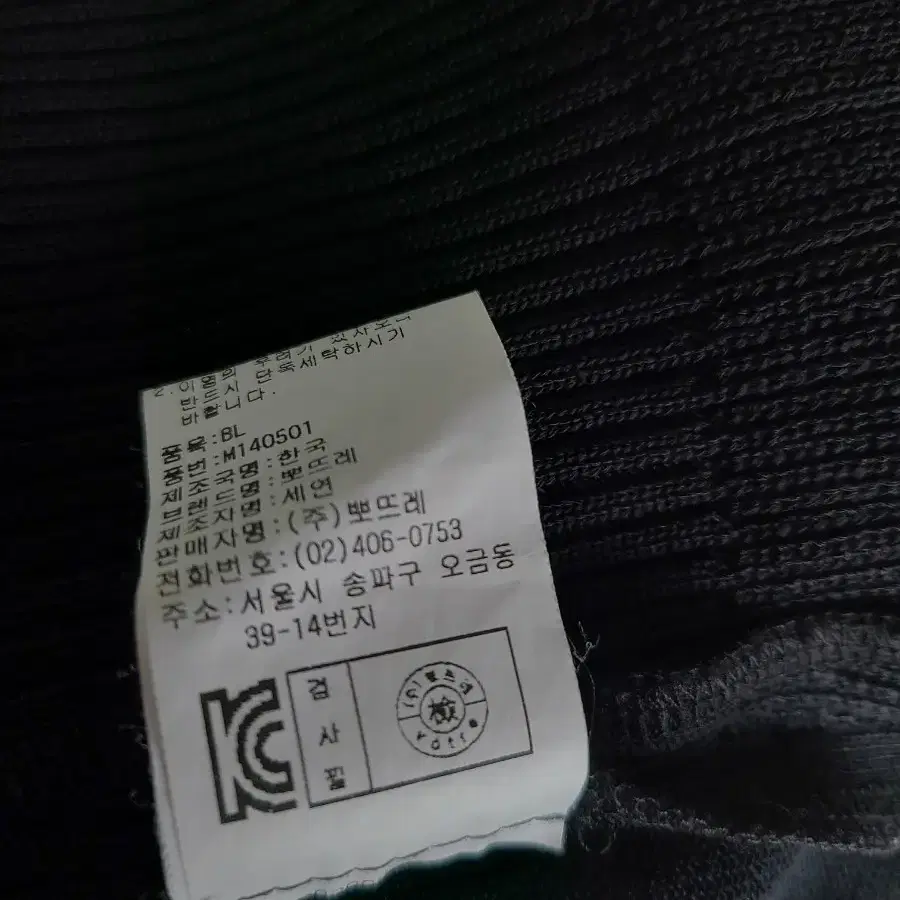 2.이염의 우려가 있사오니
반드시 단독세탁하시기
바랍니다.
품목:BL
품번:M140501
제조국명:한국
브랜드명:뽀뜨레
제조자명:세연
판매자명:(주)뽀뜨레
전화번호:(02)406-0753
주소:서울시 송파구 오금동
39-14번지
검
사
필
檢